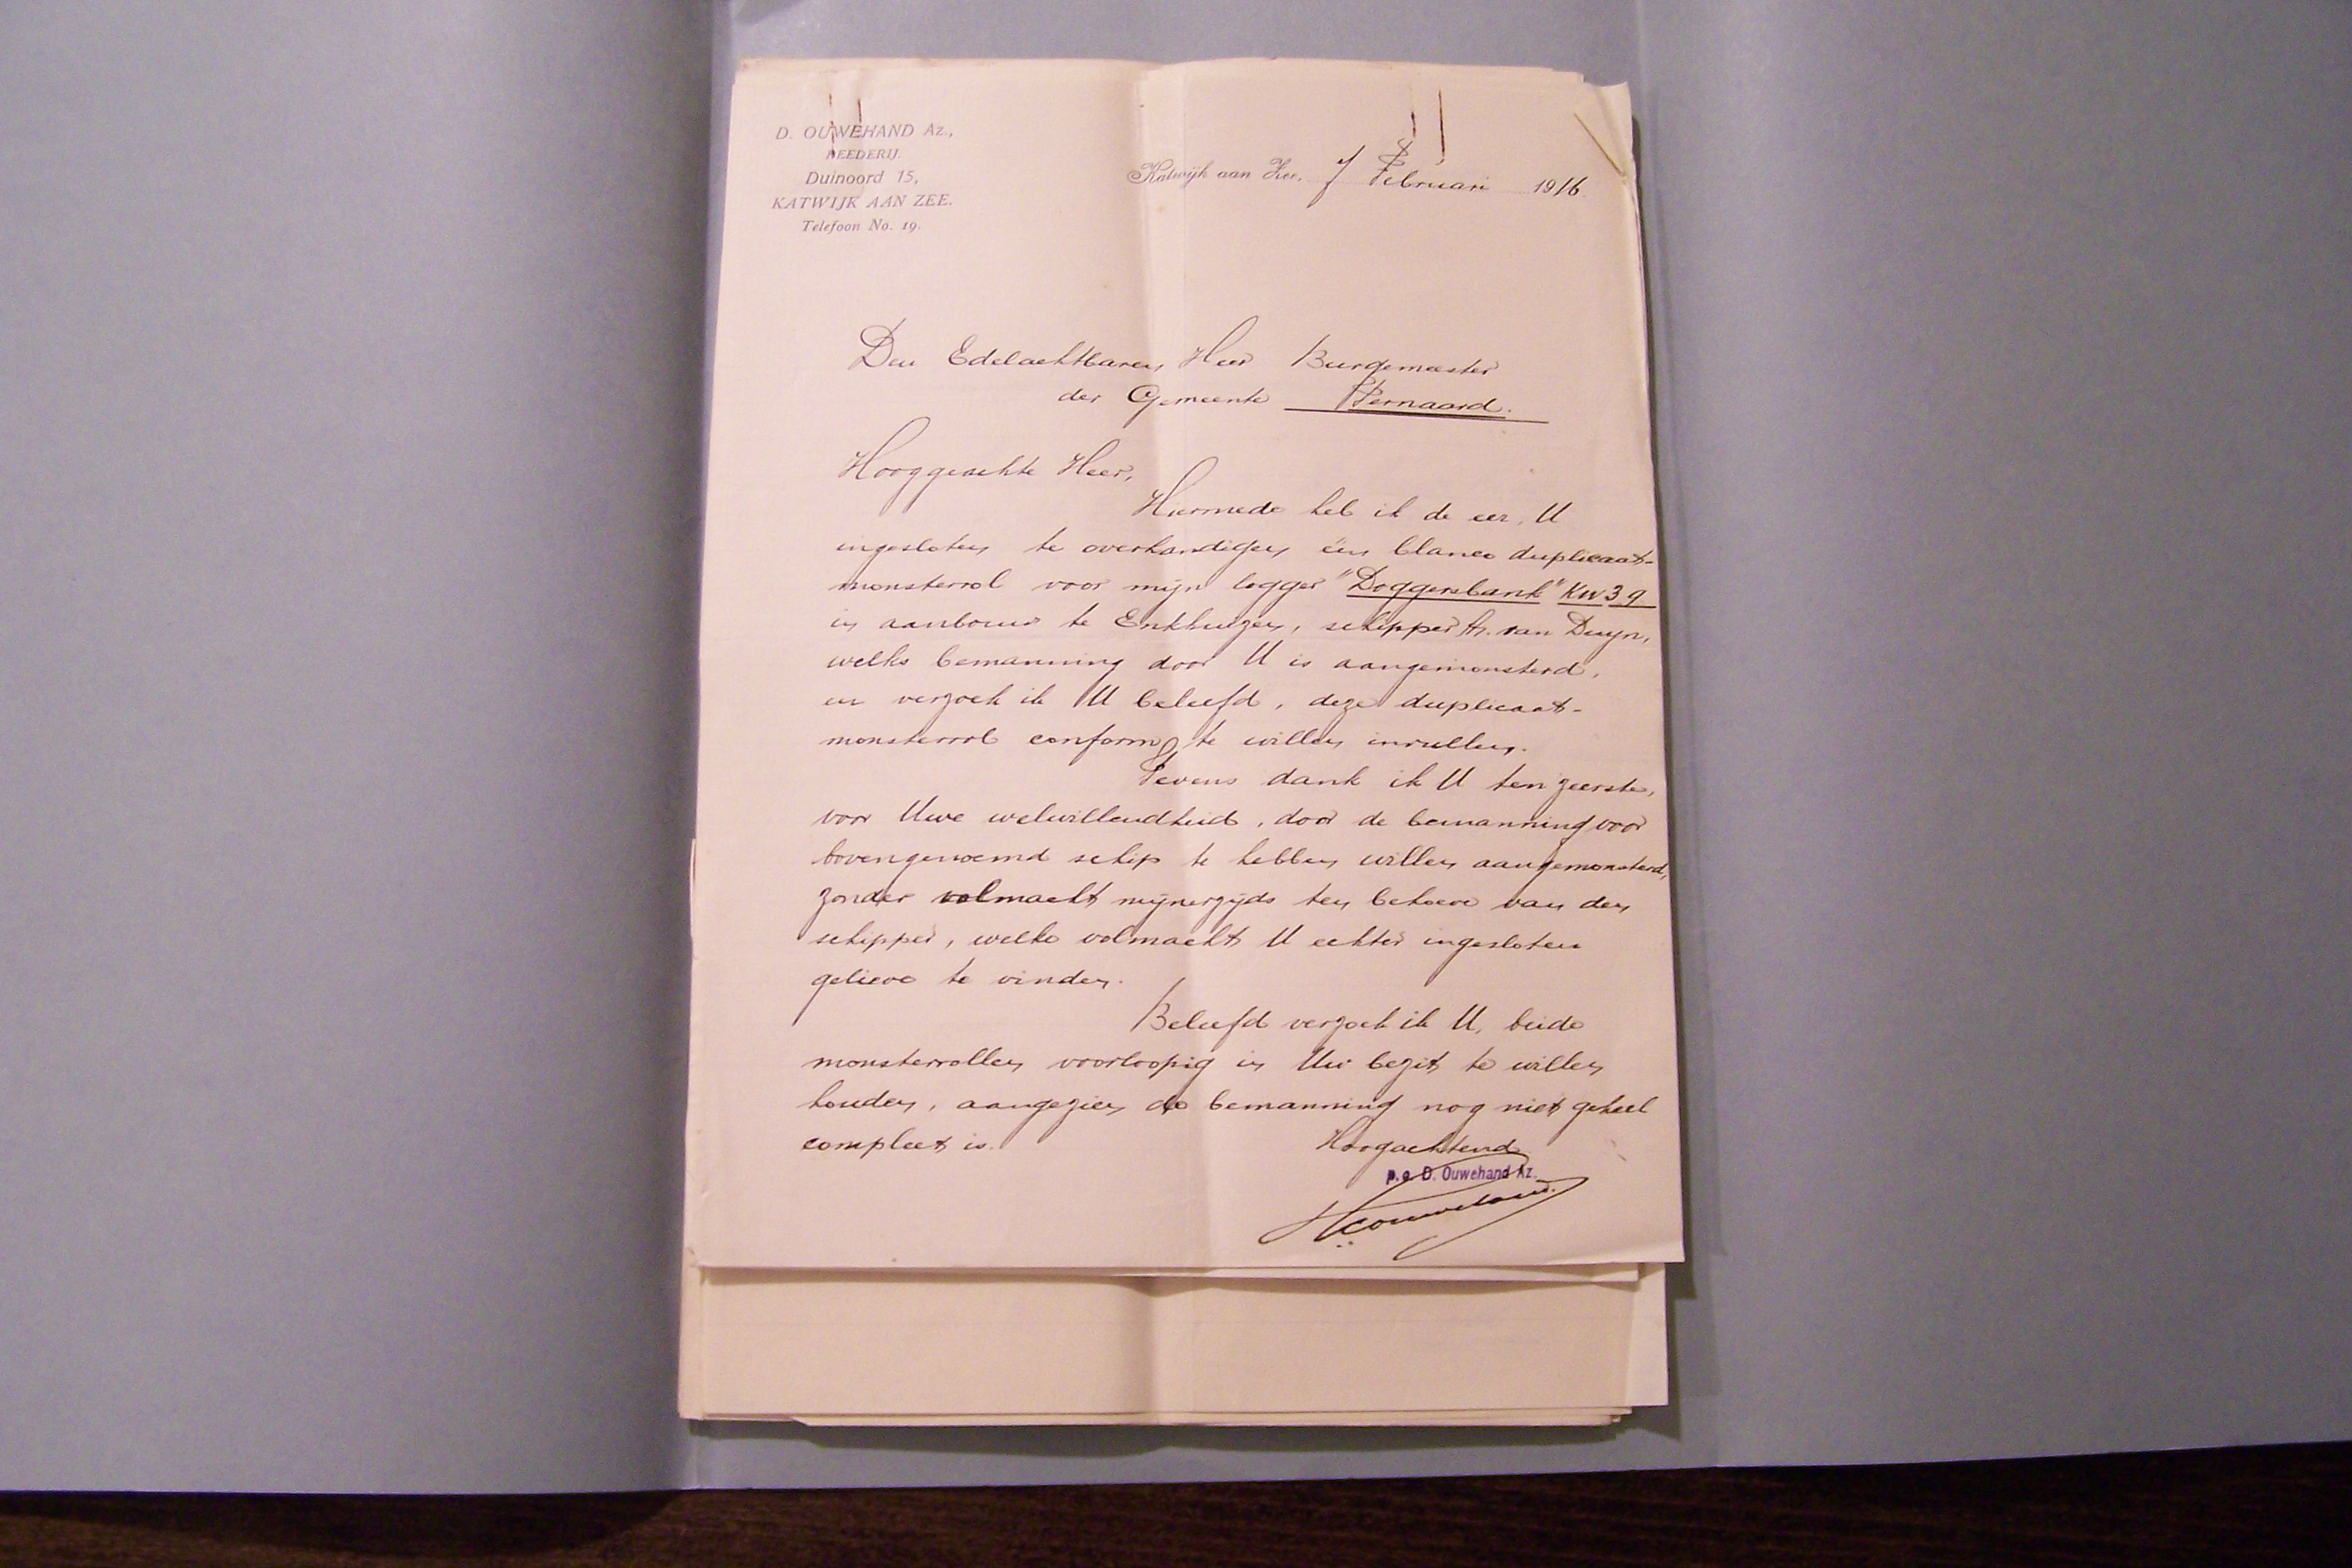 D. OUWEHAND Az.,
REEDERIJ.
Duinoord 15,
KATWIJK AAN ZEE.
Telefoon No. 19.
Katwijk aan Zee, 7 Februari 1916.
Den Edelachtbaren Heer Burgemeester
der Gemeente Ternaard.
Hooggeachte Heer,
Hiermede heb ik de eer, U
ingesloten te overhandigen één blanco duplicaat-
monsterrol voor mijn logger "Doggersbank" KW 39
in aanbouw te Enkhuizen, schipper van Duyn,
welks bemanning door U is aangemonsterd,
en verzoek ik U beleefd, deze duplicaat-
monsterrol conform te willen invullen.
Tevens dank ik U ten zeerste,
voor Uwe welwillendheid, door de bemanning voor
bovengenoemd schip te hebben willen aangemonsterd,
zonder volmacht mijnerzijds ten behoeve van den
schipper, welke volmacht U echter ingesloten
gelieve te vinden.
Beleefd verzoek ik U, beide
monsterrollen voorloopig in Uw bezit te willen
houden, aangezien de bemanning nog niet geheel
compleet is.
Hoogachtend
p.o D. Ouwehand Az.